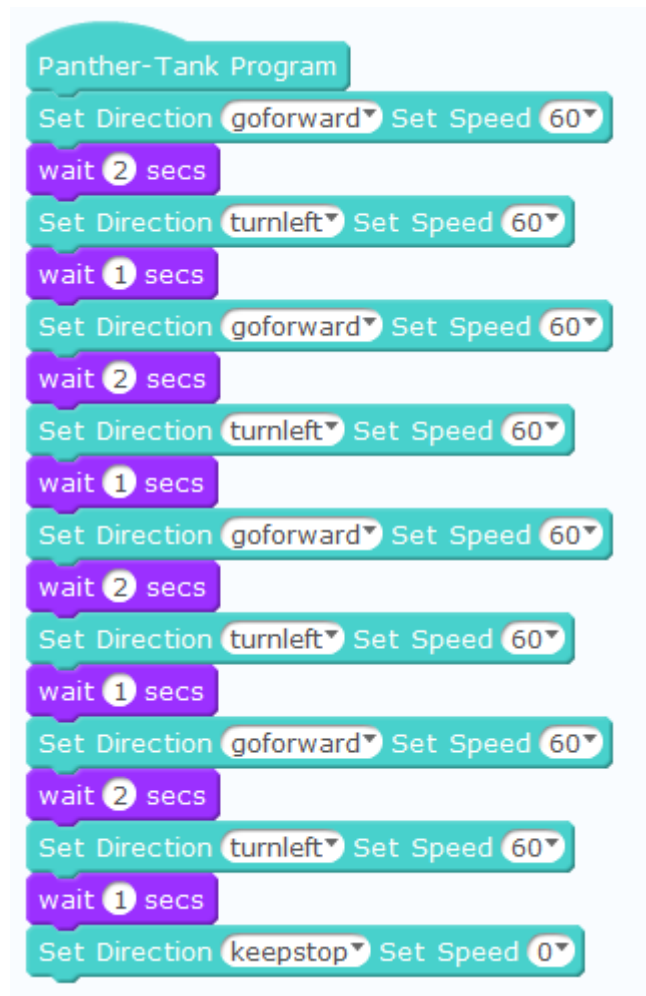 Panther-Tank Program
Set Direction goforward Set Speed 60
wait 2 secs
Set Direction turnleft Set Speed 60
wait 1 secs
Set Direction goforward Set Speed 60
wait 2 secs
Set Direction turnleft Set Speed 60
wait 1 secs
Set Direction goforward Set Speed 60
wait 2 secs
Set Direction turnleft Set Speed 60
wait 1 secs
Set Direction goforward Set Speed 60
wait 2 secs
Set Direction turnleft Set Speed 60
wait 1 secs
Set Direction keepstop Set Speed 0